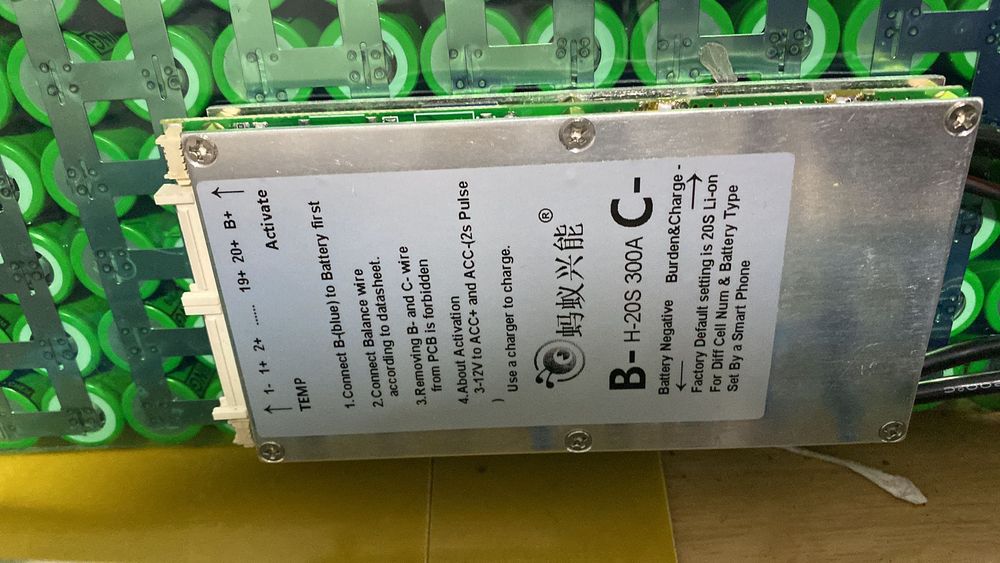 ↑ 1- 1+ 2+ ...... 19+ 20+ B+ ↑
TEMP Activate
1.Connect B-(blue) to Battery first
2.Connect Balance wire
according to datasheet.
3.Removing B- and C- wire
from PCB is forbidden
4.About Activation
3-12V to ACC+ and ACC-(2s Pulse
) Use a charger to charge.
蚂蚁兴能®
B- H-20S 300A C-
Battery Negative Burden&Charge -
← →
Factory Default setting is 20S Li-on
For Diff Cell Num & Battery Type
Set By a Smart Phone